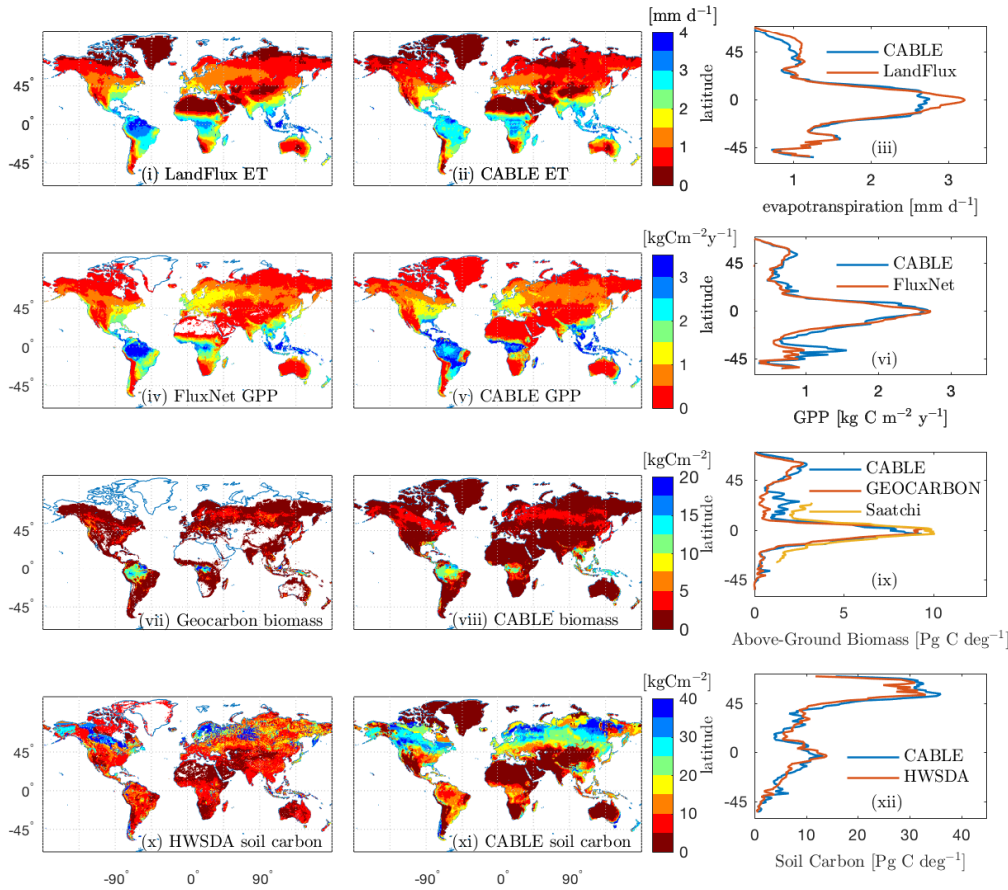 [mm d⁻¹]
45°
0°
-45°
(i) LandFlux ET
(ii) CABLE ET
4
3
2
1
0
latitude
45
0
-45
CABLE
LandFlux
(iii)
1
2
3
evapotranspiration [mm d⁻¹]
[kgCm⁻²y⁻¹]
45°
0°
-45°
(iv) FluxNet GPP
(v) CABLE GPP
3
2
1
0
latitude
45
0
-45
CABLE
FluxNet
(vi)
1
2
3
GPP [kg C m⁻² y⁻¹]
[kgCm⁻²]
45°
0°
-45°
(vii) Geocarbon biomass
(viii) CABLE biomass
20
15
10
5
0
latitude
45
0
-45
CABLE
GEOCARBON
Saatchi
(ix)
0
5
10
Above-Ground Biomass [Pg C deg⁻¹]
[kgCm⁻²]
45°
0°
-45°
(x) HWSDA soil carbon
(xi) CABLE soil carbon
40
30
20
10
0
latitude
45
0
-45
CABLE
HWSDA
(xii)
0
10
20
30
40
Soil Carbon [Pg C deg⁻¹]
-90°
0°
90°
-90°
0°
90°